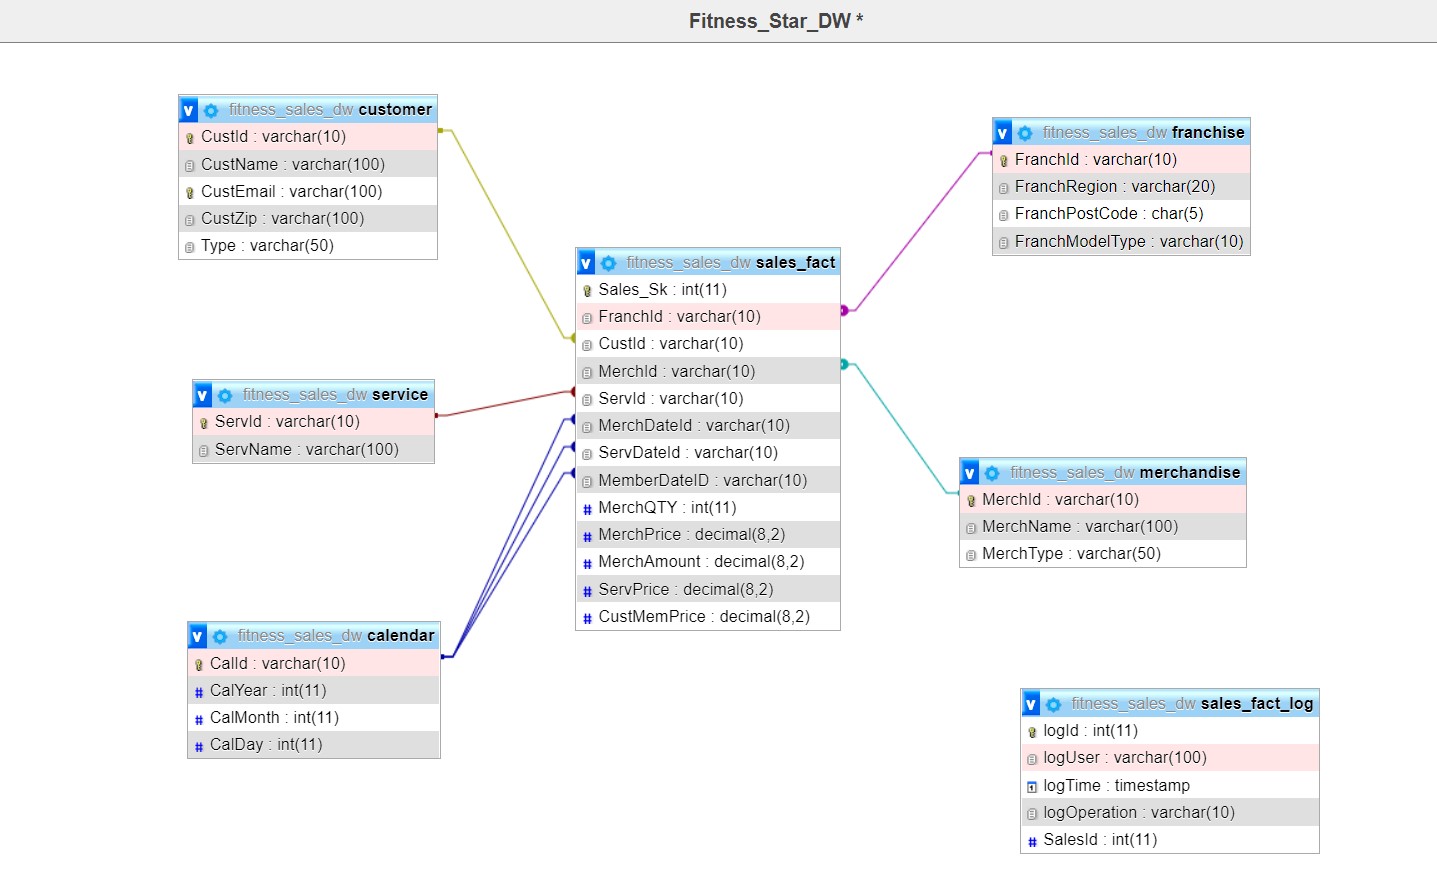 Fitness_Star_DW *
v fitness_sales_dw customer
CustId : varchar(10)
CustName : varchar(100)
CustEmail : varchar(100)
CustZip : varchar(100)
Type : varchar(50)
v fitness_sales_dw franchise
FranchId : varchar(10)
FranchRegion : varchar(20)
FranchPostCode : char(5)
FranchModelType : varchar(10)
v fitness_sales_dw sales_fact
Sales_Sk : int(11)
FranchId : varchar(10)
CustId : varchar(10)
MerchId : varchar(10)
ServId : varchar(10)
MerchDateId : varchar(10)
ServDateId : varchar(10)
MemberDateID : varchar(10)
# MerchQTY : int(11)
# MerchPrice : decimal(8,2)
# MerchAmount : decimal(8,2)
# ServPrice : decimal(8,2)
# CustMemPrice : decimal(8,2)
v fitness_sales_dw service
ServId : varchar(10)
ServName : varchar(100)
v fitness_sales_dw merchandise
MerchId : varchar(10)
MerchName : varchar(100)
MerchType : varchar(50)
v fitness_sales_dw calendar
CalId : varchar(10)
# CalYear : int(11)
# CalMonth : int(11)
# CalDay : int(11)
v fitness_sales_dw sales_fact_log
logId : int(11)
logUser : varchar(100)
logTime : timestamp
logOperation : varchar(10)
# SalesId : int(11)